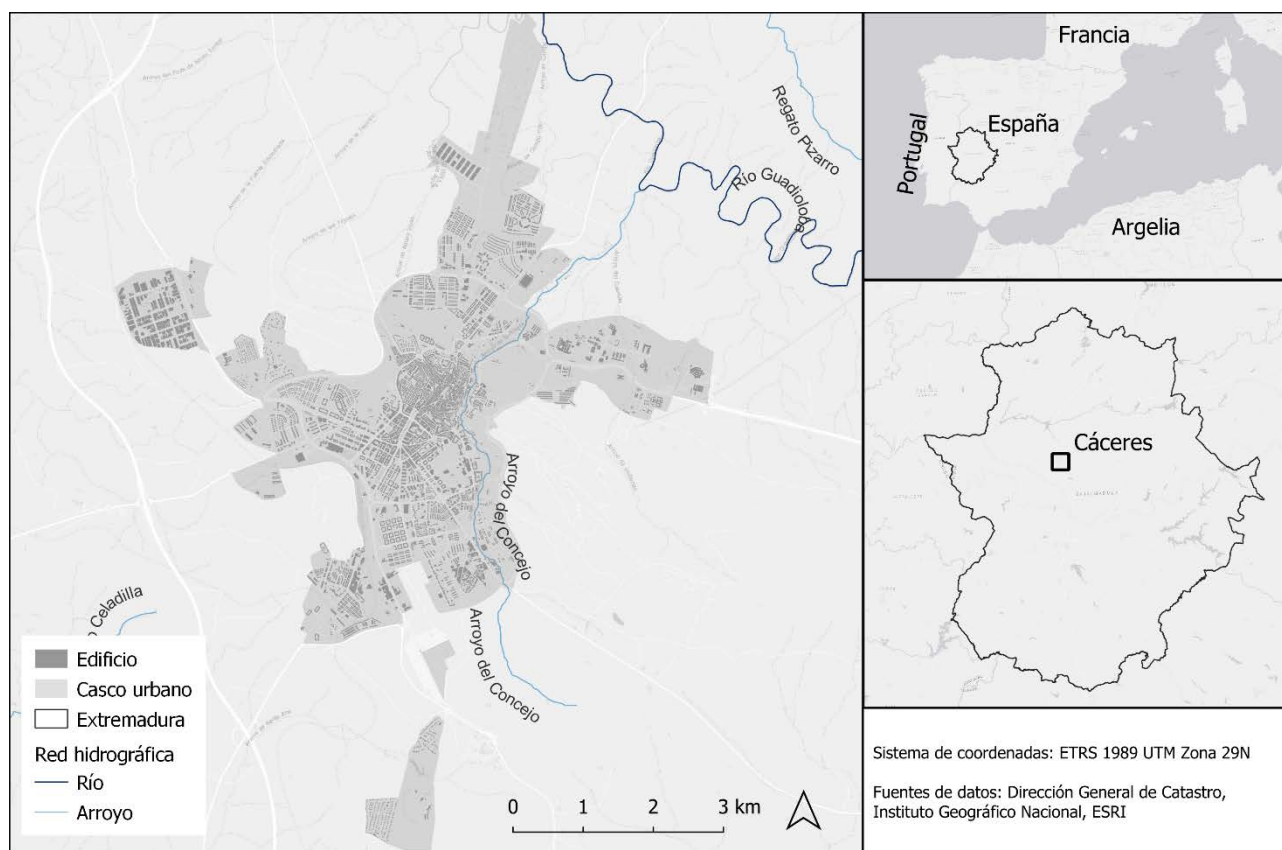 Regato Pizarro
Río Guadiloba
Arroyo del Concejo
Arroyo del Concejo
Celadilla
Edificio
Casco urbano
Extremadura
Red hidrográfica
Río
Arroyo
0 1 2 3 km
Francia
Portugal
España
Argelia
Cáceres
Sistema de coordenadas: ETRS 1989 UTM Zona 29N
Fuentes de datos: Dirección General de Catastro,
Instituto Geográfico Nacional, ESRI